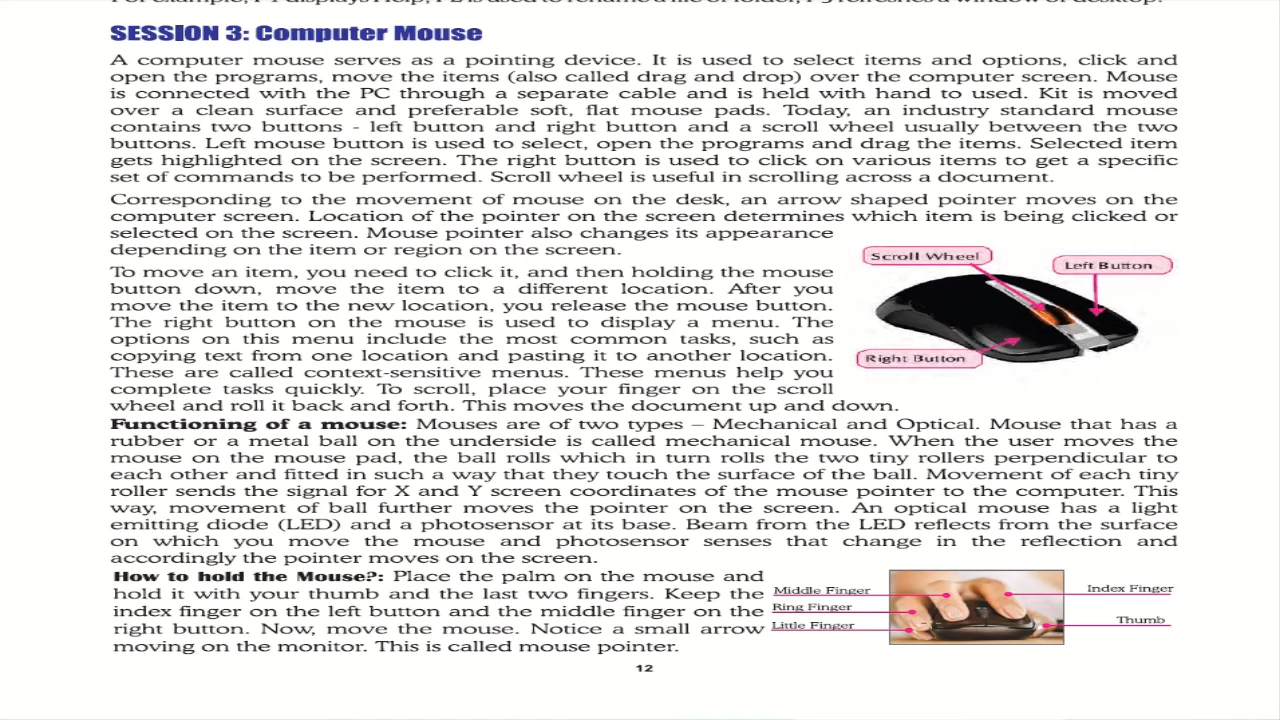 For example, F1 displays Help, F2 is used to rename a file or folder, F5 refreshes a window or desktop.
SESSION 3: Computer Mouse
A computer mouse serves as a pointing device. It is used to select items and options, click and
open the programs, move the items (also called drag and drop) over the computer screen. Mouse
is connected with the PC through a separate cable and is held with hand to used. Kit is moved
over a clean surface and preferable soft, flat mouse pads. Today, an industry standard mouse
contains two buttons - left button and right button and a scroll wheel usually between the two
buttons. Left mouse button is used to select, open the programs and drag the items. Selected item
gets highlighted on the screen. The right button is used to click on various items to get a specific
set of commands to be performed. Scroll wheel is useful in scrolling across a document.
Corresponding to the movement of mouse on the desk, an arrow shaped pointer moves on the
computer screen. Location of the pointer on the screen determines which item is being clicked or
selected on the screen. Mouse pointer also changes its appearance
depending on the item or region on the screen.
To move an item, you need to click it, and then holding the mouse
button down, move the item to a different location. After you
move the item to the new location, you release the mouse button.
The right button on the mouse is used to display a menu. The
options on this menu include the most common tasks, such as
copying text from one location and pasting it to another location.
These are called context-sensitive menus. These menus help you
complete tasks quickly. To scroll, place your finger on the scroll
wheel and roll it back and forth. This moves the document up and down.
Scroll Wheel
Left Button
Right Button
Functioning of a mouse: Mouses are of two types – Mechanical and Optical. Mouse that has a
rubber or a metal ball on the underside is called mechanical mouse. When the user moves the
mouse on the mouse pad, the ball rolls which in turn rolls the two tiny rollers perpendicular to
each other and fitted in such a way that they touch the surface of the ball. Movement of each tiny
roller sends the signal for X and Y screen coordinates of the mouse pointer to the computer. This
way, movement of ball further moves the pointer on the screen. An optical mouse has a light
emitting diode (LED) and a photosensor at its base. Beam from the LED reflects from the surface
on which you move the mouse and photosensor senses that change in the reflection and
accordingly the pointer moves on the screen.
How to hold the Mouse?: Place the palm on the mouse and
hold it with your thumb and the last two fingers. Keep the
index finger on the left button and the middle finger on the
right button. Now, move the mouse. Notice a small arrow
moving on the monitor. This is called mouse pointer.
Middle Finger
Ring Finger
Little Finger
Index Finger
Thumb
12